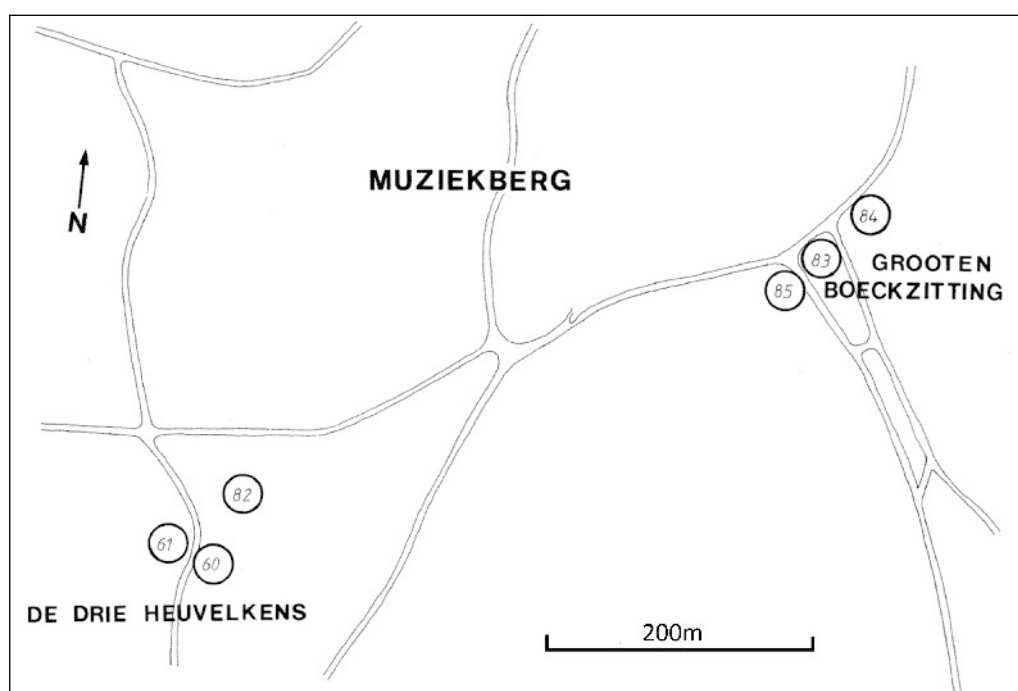 MUZIEKBERG
N
84
83
GROOTEN
85
BOECKZITTING
82
61
60
DE DRIE HEUVELKENS
200m